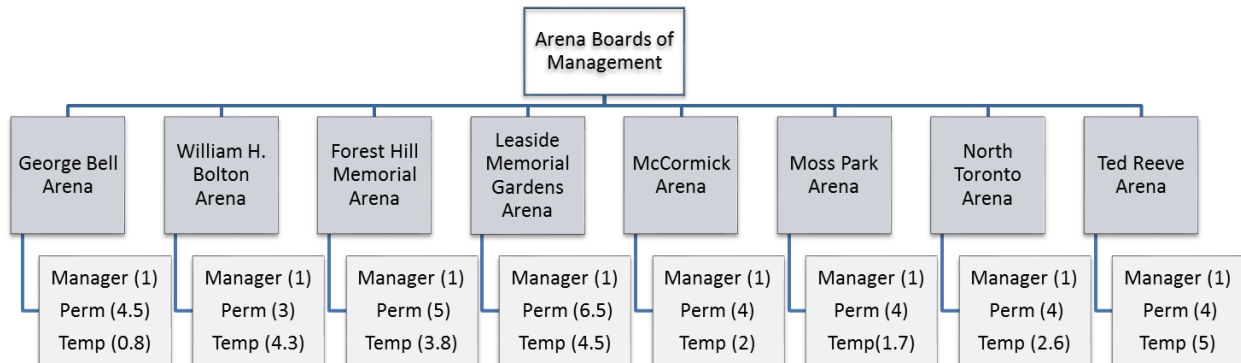 Arena Boards of
Management
George Bell
Arena
William H.
Bolton
Arena
Forest Hill
Memorial
Arena
Leaside
Memorial
Gardens
Arena
McCormick
Arena
Moss Park
Arena
North
Toronto
Arena
Ted Reeve
Arena
Manager (1)
Perm (4.5)
Temp (0.8)
Manager (1)
Perm (3)
Temp (4.3)
Manager (1)
Perm (5)
Temp (3.8)
Manager (1)
Perm (6.5)
Temp (4.5)
Manager (1)
Perm (4)
Temp (2)
Manager (1)
Perm (4)
Temp(1.7)
Manager (1)
Perm (4)
Temp (2.6)
Manager (1)
Perm (4)
Temp (5)